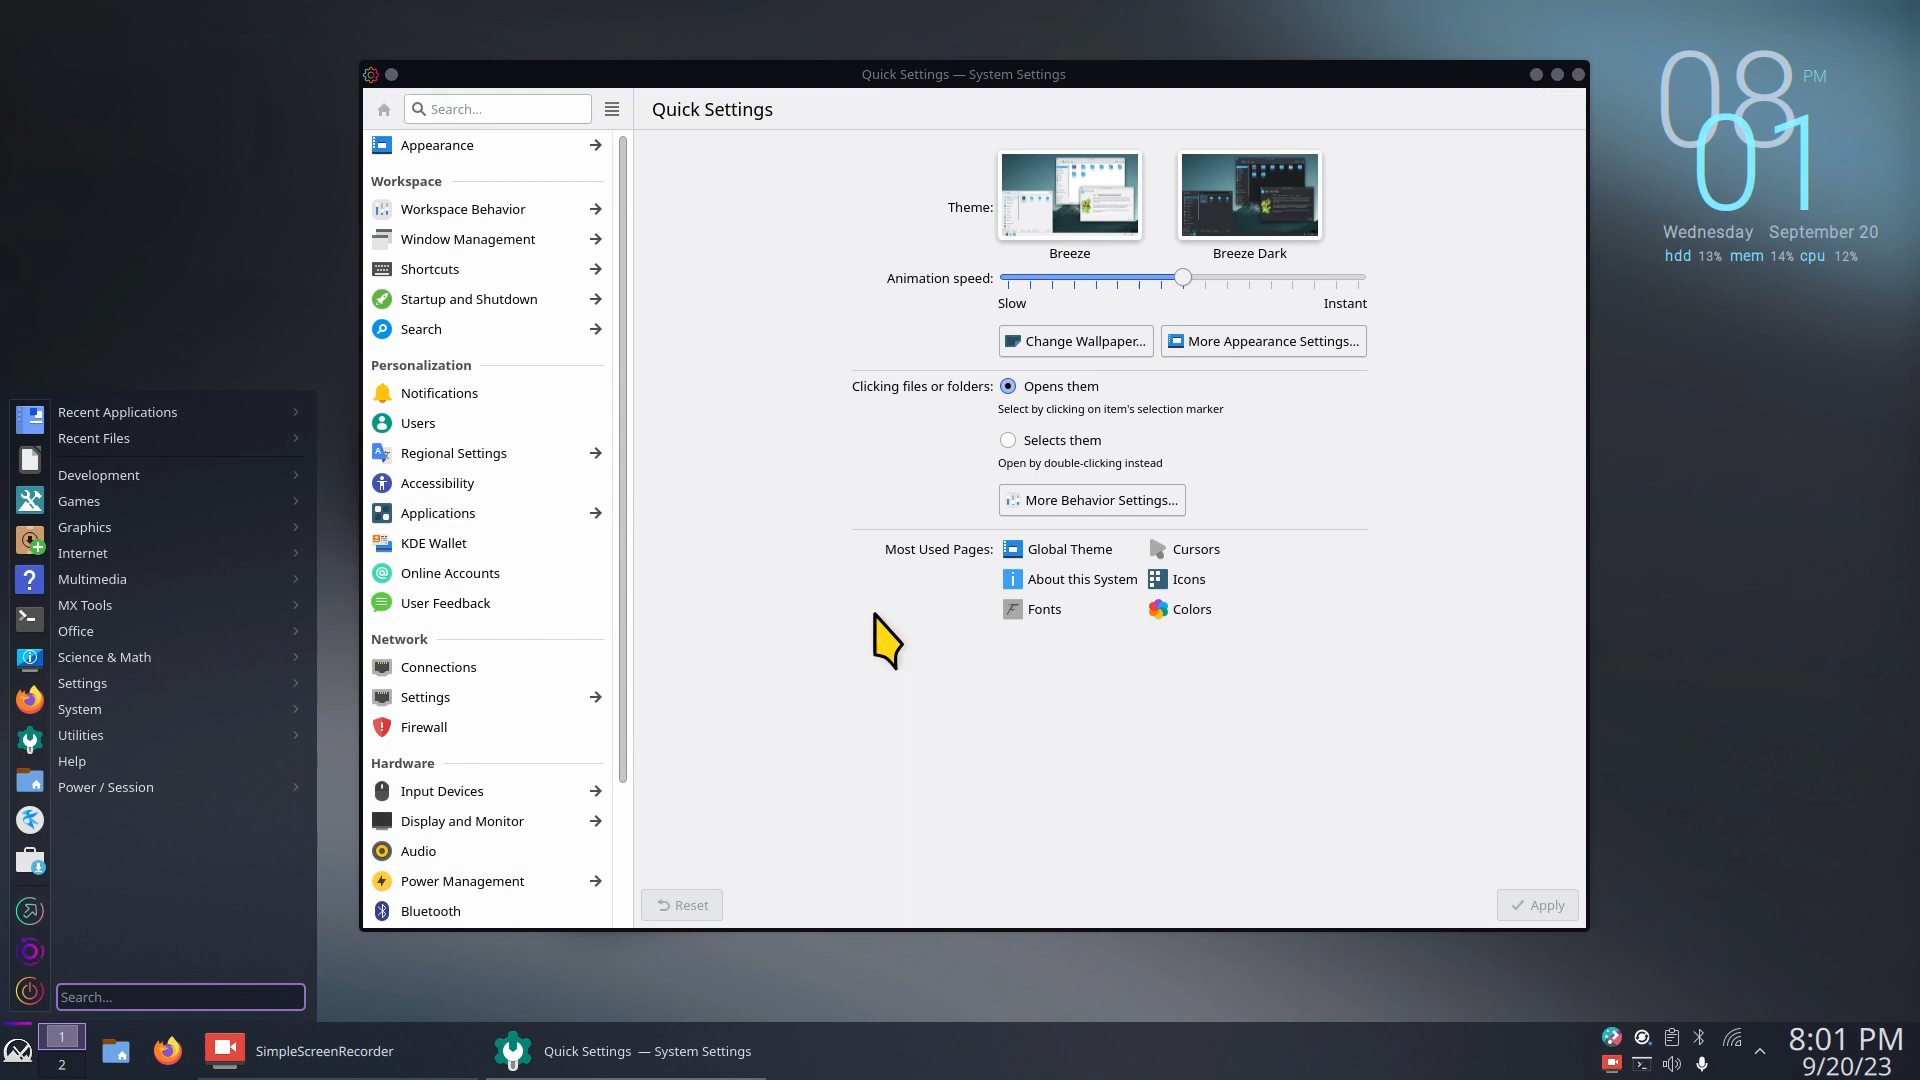 Quick Settings — System Settings
Search...
Quick Settings
Appearance
Workspace
Workspace Behavior
Window Management
Shortcuts
Startup and Shutdown
Search
Personalization
Notifications
Users
Regional Settings
Accessibility
Applications
KDE Wallet
Online Accounts
User Feedback
Network
Connections
Settings
Firewall
Hardware
Input Devices
Display and Monitor
Audio
Power Management
Bluetooth
Theme:
Breeze
Breeze Dark
Animation speed:
Slow
Instant
Change Wallpaper...
More Appearance Settings...
Clicking files or folders:
Opens them
Select by clicking on item's selection marker
Selects them
Open by double-clicking instead
More Behavior Settings...
Most Used Pages:
Global Theme
Cursors
About this System
Icons
Fonts
Colors
Reset
Apply
08 PM
01
Wednesday September 20
hdd 13% mem 14% cpu 12%
Recent Applications
Recent Files
Development
Games
Graphics
Internet
Multimedia
MX Tools
Office
Science & Math
Settings
System
Utilities
Help
Power / Session
Search...
1
2
SimpleScreenRecorder
Quick Settings — System Settings
8:01 PM
9/20/23